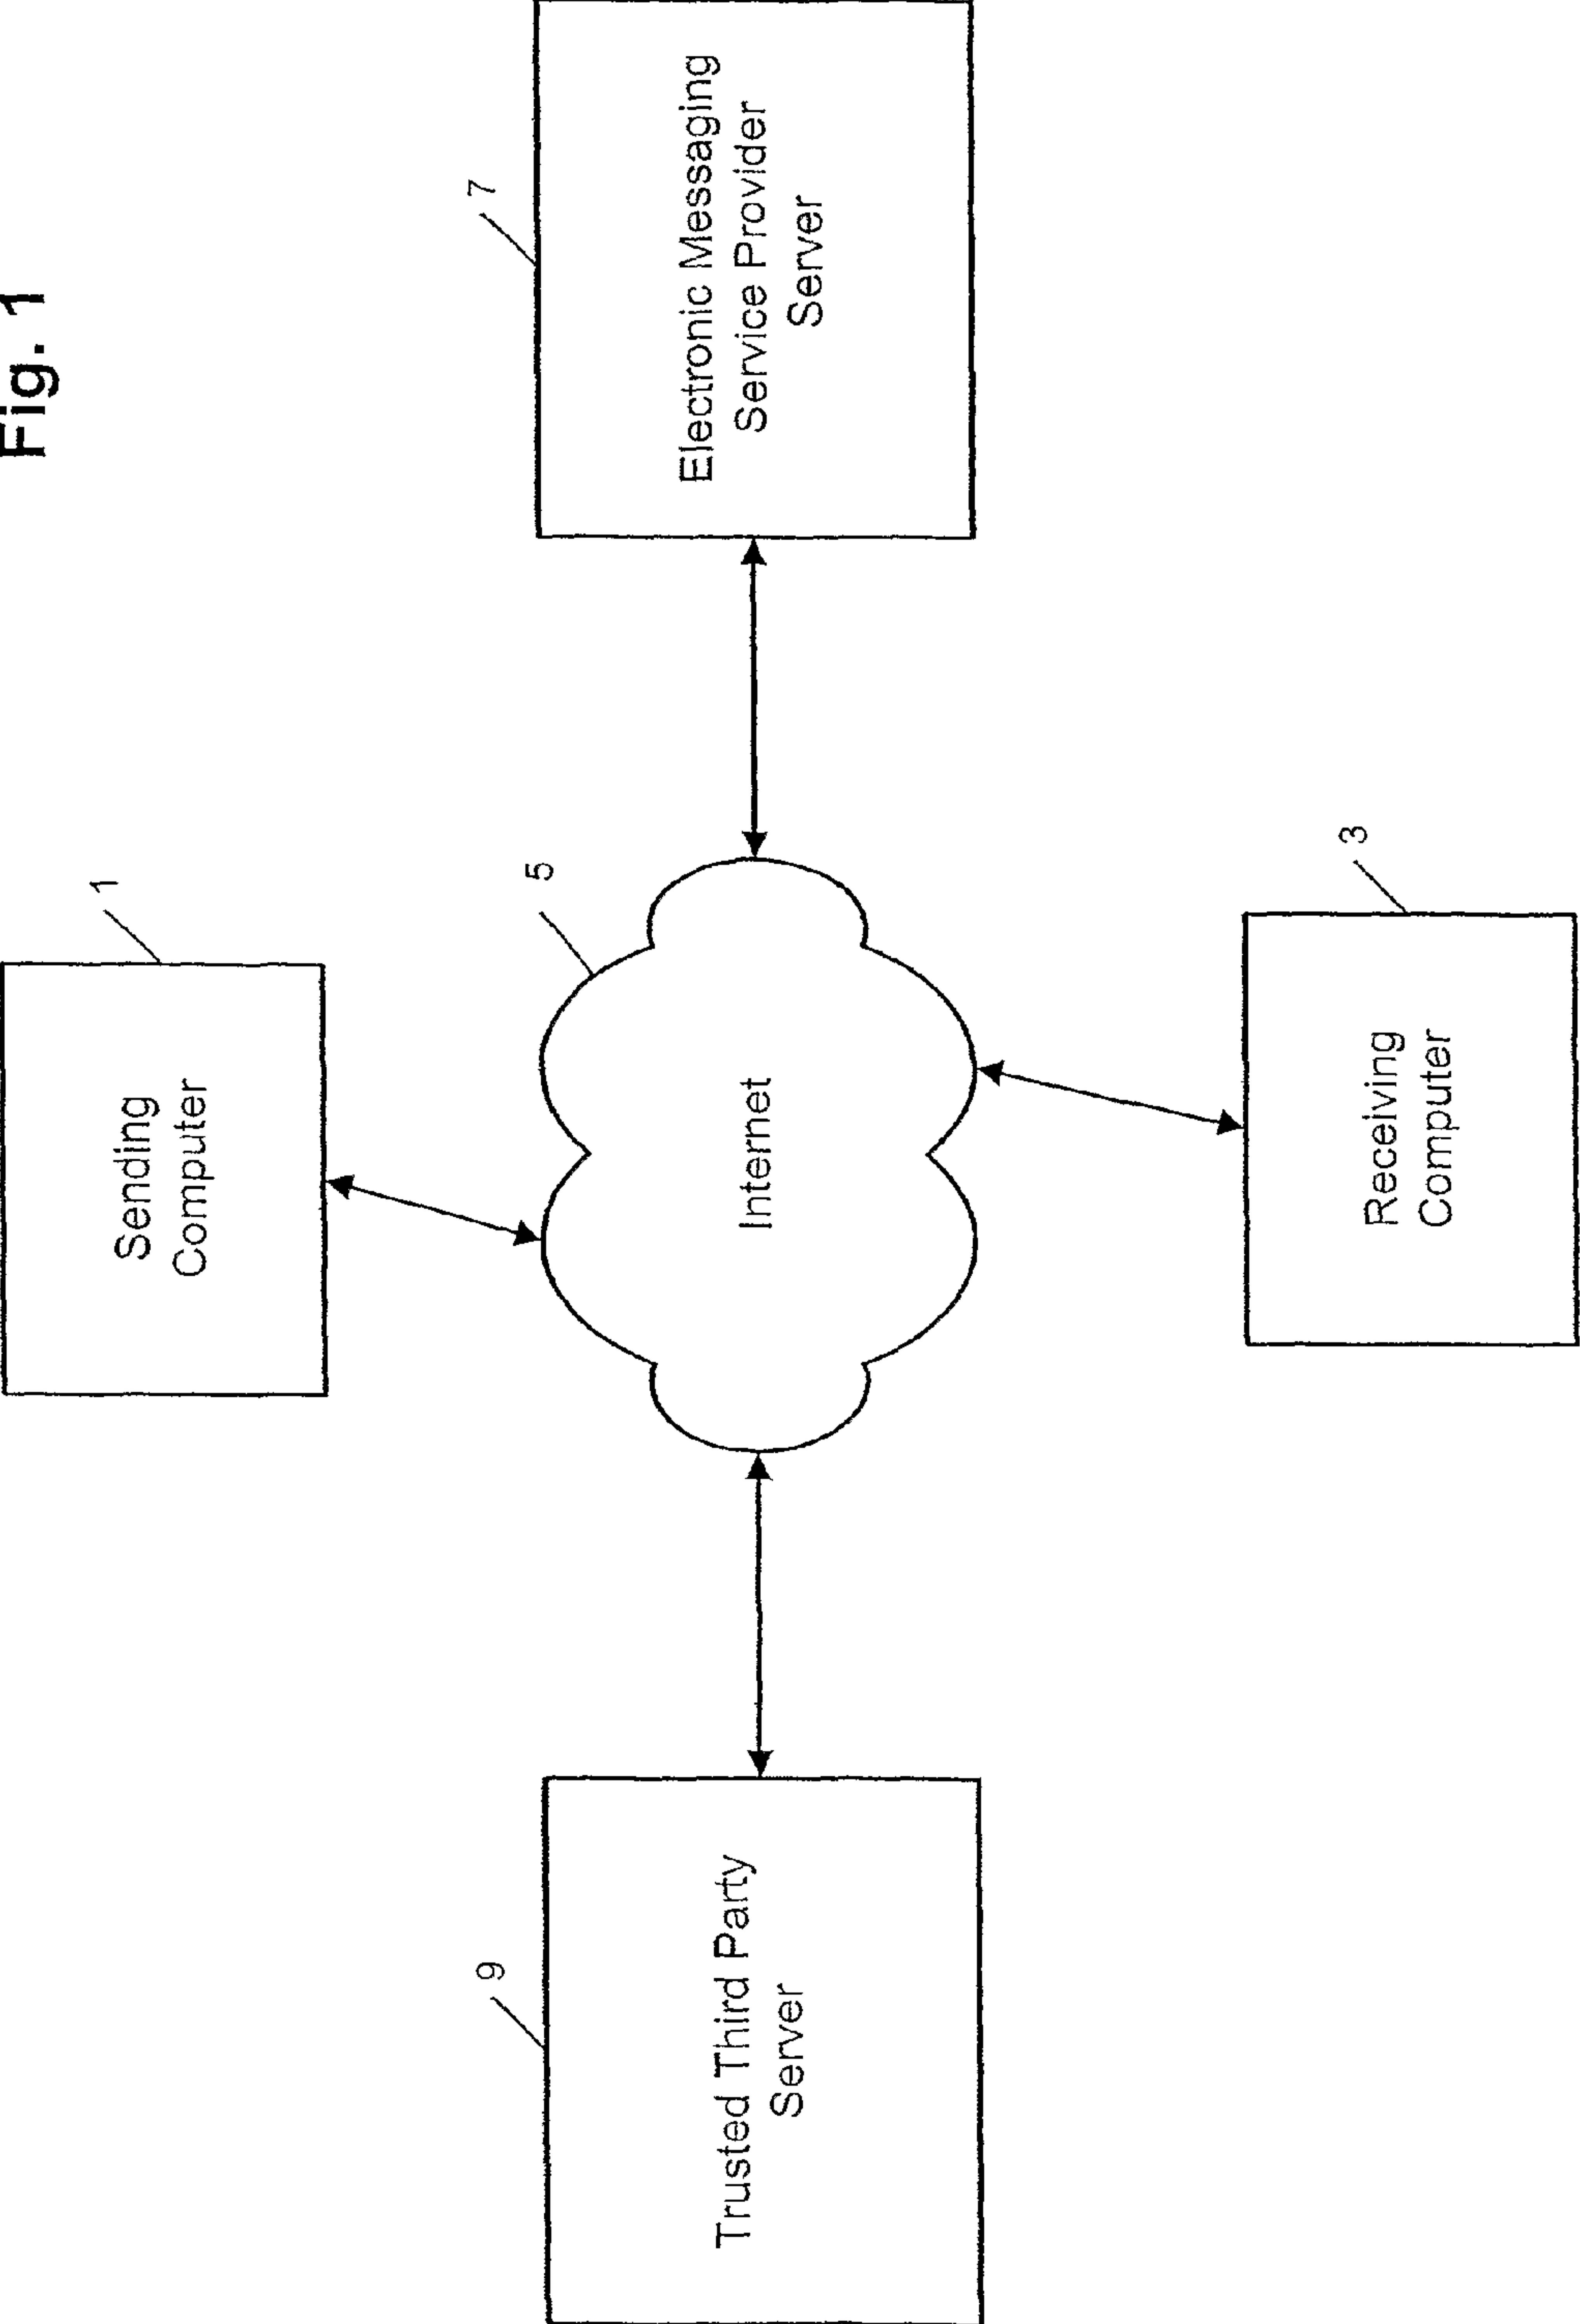 Fig. 1
1
Sending
Computer
5
Internet
7
Electronic Messaging
Service Provider
Server
9
Trusted Third Party
Server
3
Receiving
Computer